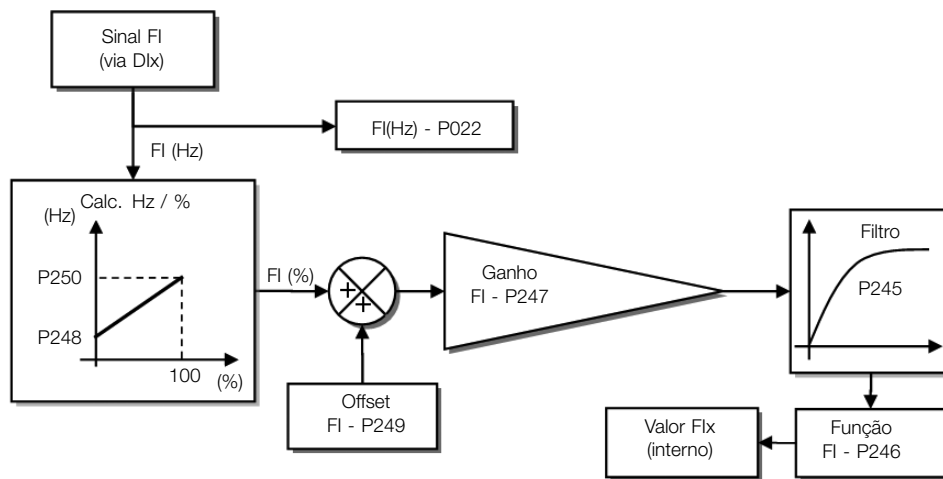 Sinal FI
(via DIx)
FI(Hz) - P022
FI (Hz)
Calc. Hz / %
(Hz)
P250
P248
100
(%)
FI (%)
+
+
Offset
FI - P249
Ganho
FI - P247
Filtro
P245
Função
FI - P246
Valor FIx
(interno)